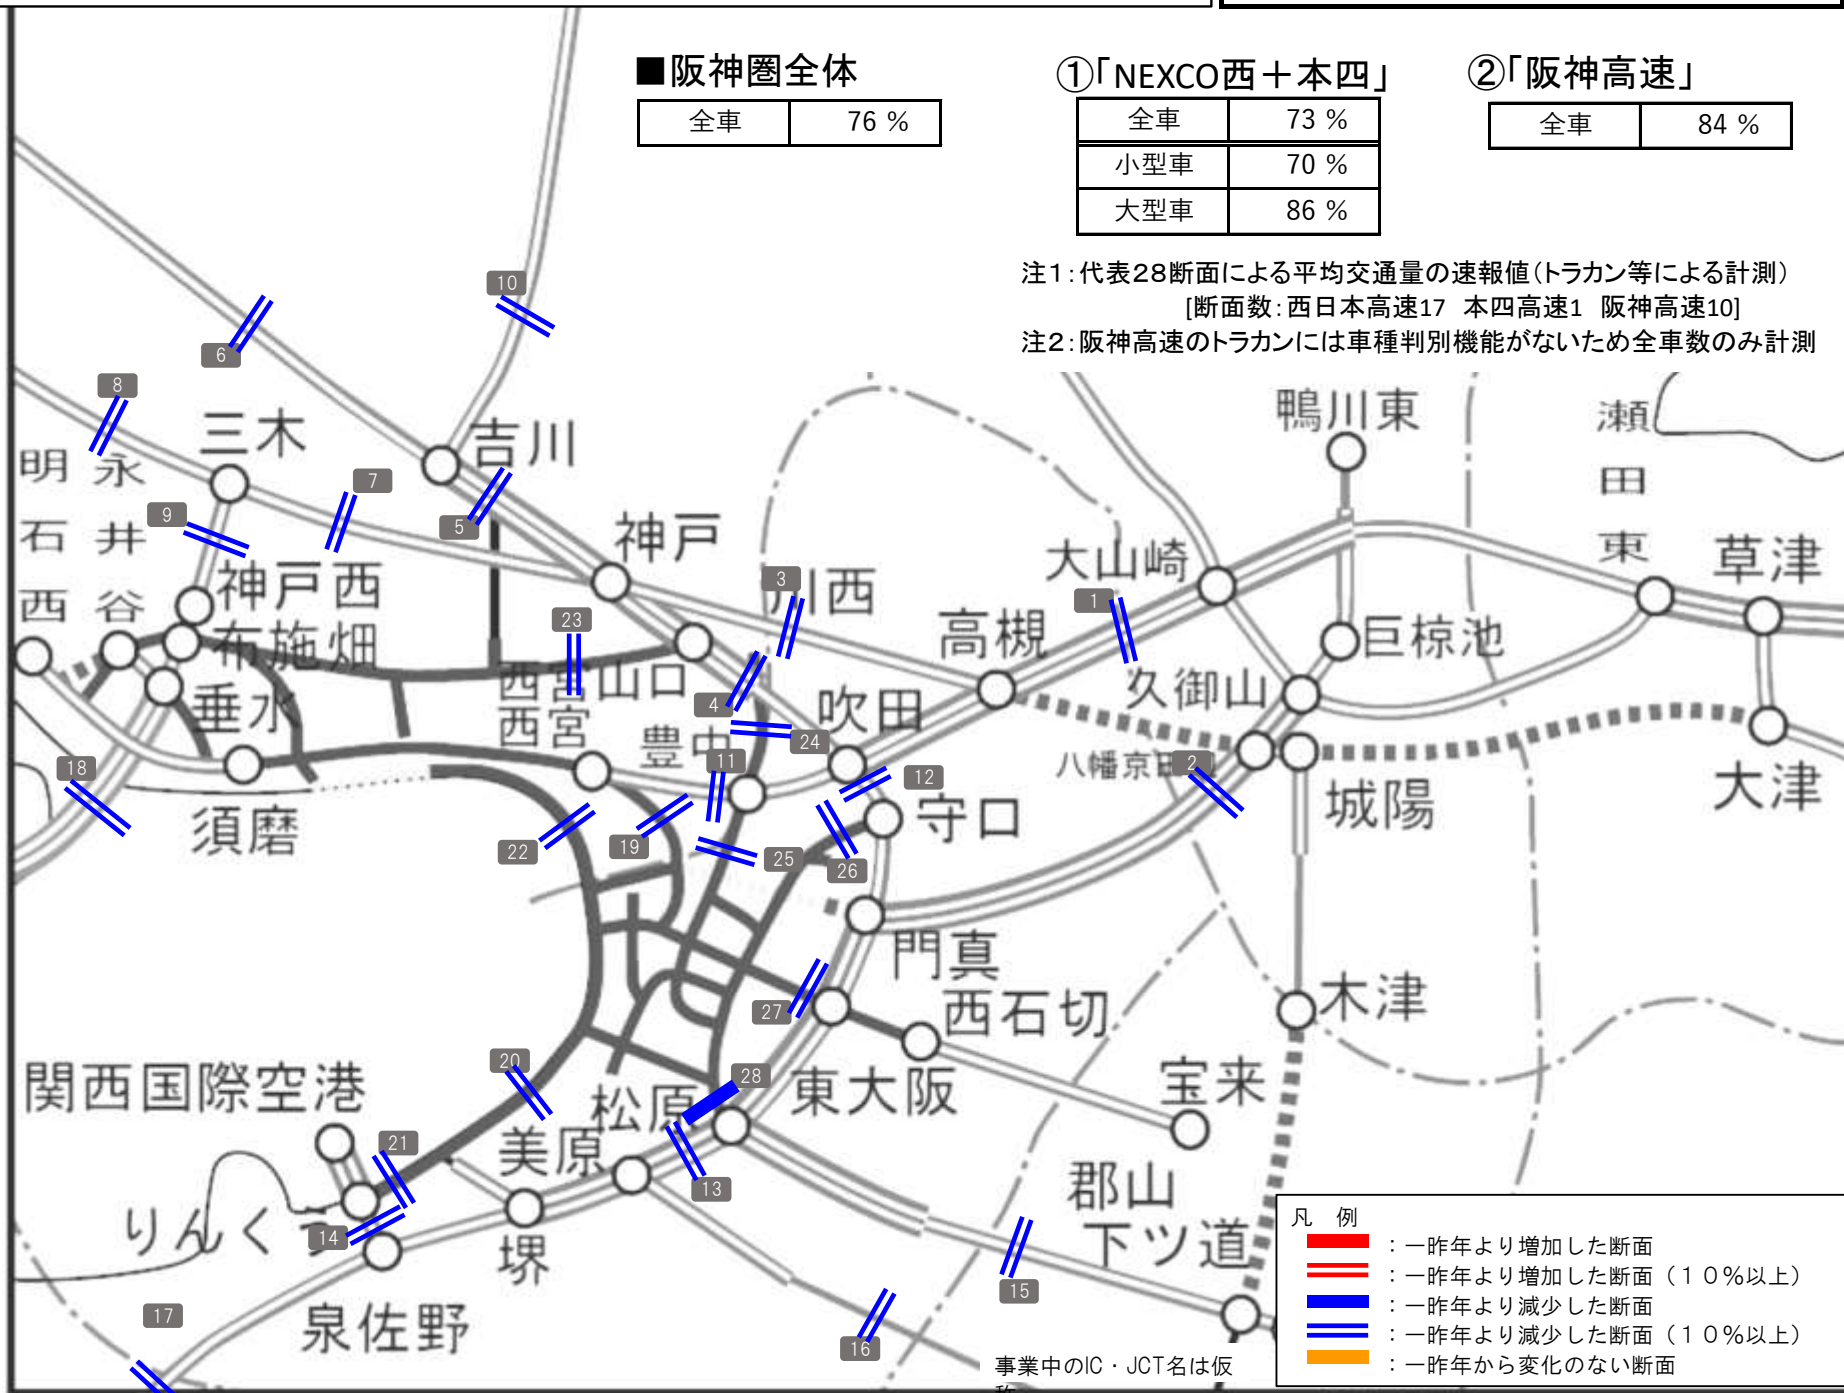 ■阪神圏全体
全車 76 %
①「NEXCO西＋本四」
全車 73 %
小型車 70 %
大型車 86 %
②「阪神高速」
全車 84 %
注1：代表28断面による平均交通量の速報値（トラカン等による計測）
[断面数：西日本高速17 本四高速1 阪神高速10]
注2：阪神高速のトラカンには車種判別機能がないため全車数のみ計測
10
6
8
三木
吉川
鴨川東
瀬田東
明石西
永井谷
7
9
5
神戸
神戸西
布施畑
3
川西
大山崎
1
草津
23
高槻
巨椋池
久御山
西宮山口
西宮
4
吹田
垂水
豊中
24
11
12
八幡京田
2
18
大津
城陽
須磨
守口
22
19
25
26
門真
27
西石切
木津
関西国際空港
20
28
松原
東大阪
宝来
21
美原
13
郡山
下ツ道
りんくう
14
堺
15
17
泉佐野
16
事業中のIC・JCT名は仮
称
凡 例
：一昨年より増加した断面
：一昨年より増加した断面（１０％以上）
：一昨年より減少した断面
：一昨年より減少した断面（１０％以上）
：一昨年から変化のない断面